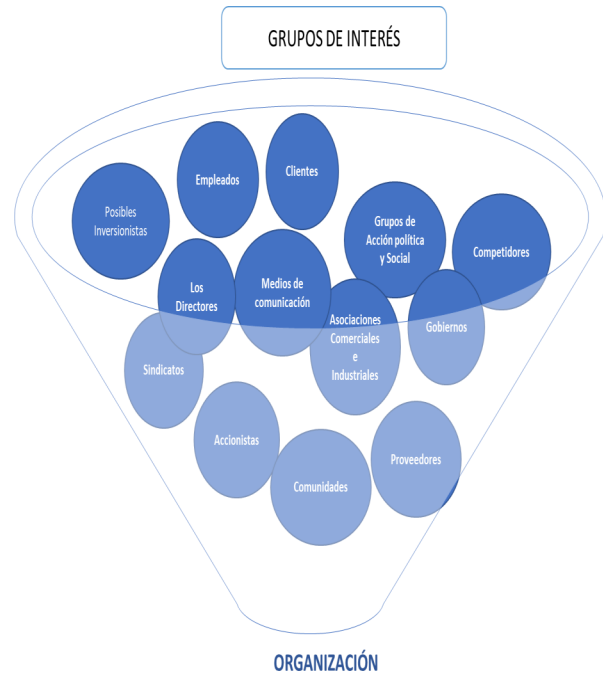 GRUPOS DE INTERÉS
Empleados
Clientes
Posibles
Inversionistas
Grupos de
Acción política
y Social
Competidores
Los
Directores
Medios de
comunicación
Asociaciones
Comerciales
e
Industriales
Gobiernos
Sindicatos
Accionistas
Comunidades
Proveedores
ORGANIZACIÓN